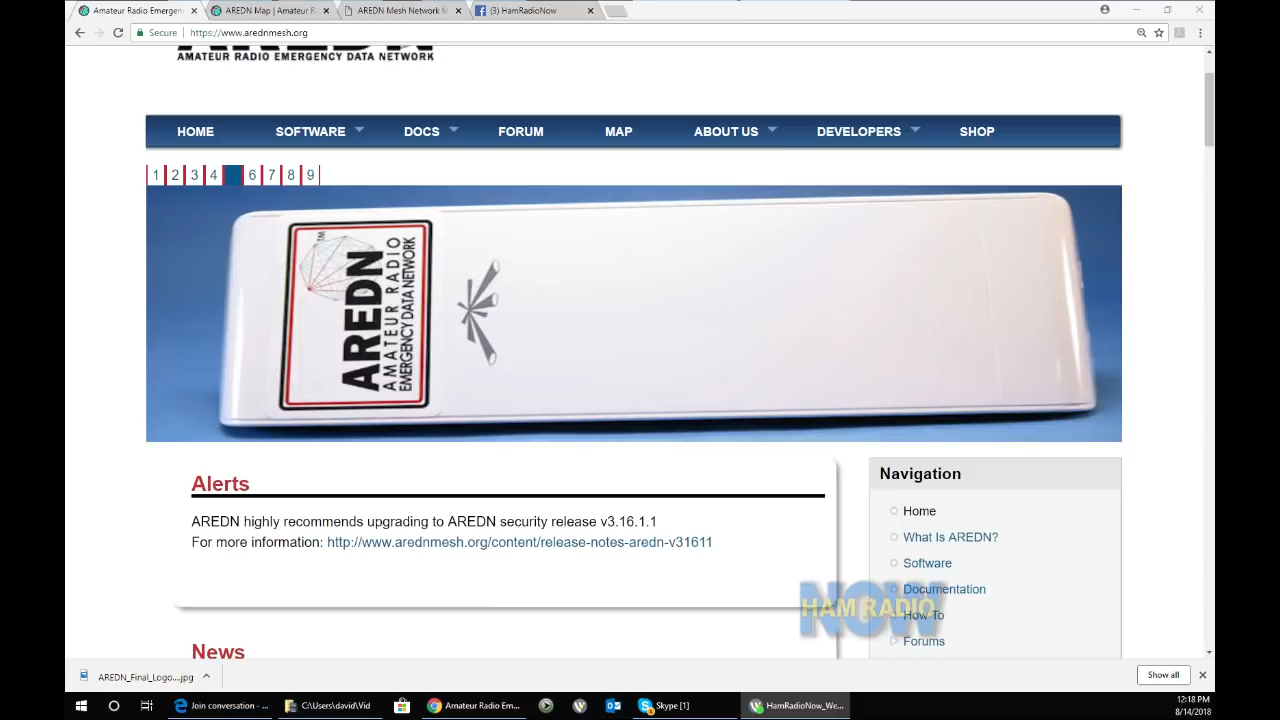 Amateur Radio Emergenc
AREDN Map | Amateur R
AREDN Mesh Network M
(3) HamRadioNow
Secure
https://www.arednmesh.org
AREDN
AMATEUR RADIO EMERGENCY DATA NETWORK
HOME
SOFTWARE
DOCS
FORUM
MAP
ABOUT US
DEVELOPERS
SHOP
1 2 3 4 6 7 8 9
AREDN
TM
AMATEUR RADIO
EMERGENCY DATA NETWORK
Alerts
AREDN highly recommends upgrading to AREDN security release v3.16.1.1
For more information: http://www.arednmesh.org/content/release-notes-aredn-v31611
News
Navigation
Home
What Is AREDN?
Software
Documentation
How To
Forums
NOW
HAM RADIO
AREDN_Final_Logo....jpg
Show all
Join conversation - ...
C:\Users\david\Vid
Amateur Radio Em...
Skype [1]
HamRadioNow_We...
12:18 PM
8/14/2018